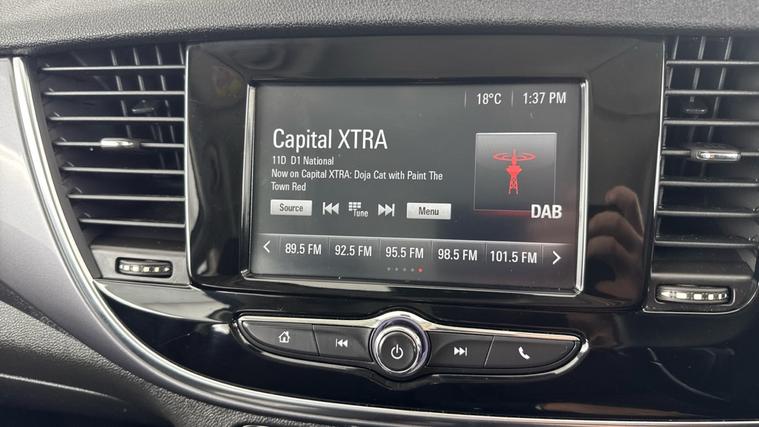 18°C 1:37 PM
Capital XTRA
11D D1 National
Now on Capital XTRA: Doja Cat with Paint The
Town Red
Source Tune Menu
DAB
89.5 FM 92.5 FM 95.5 FM 98.5 FM 101.5 FM